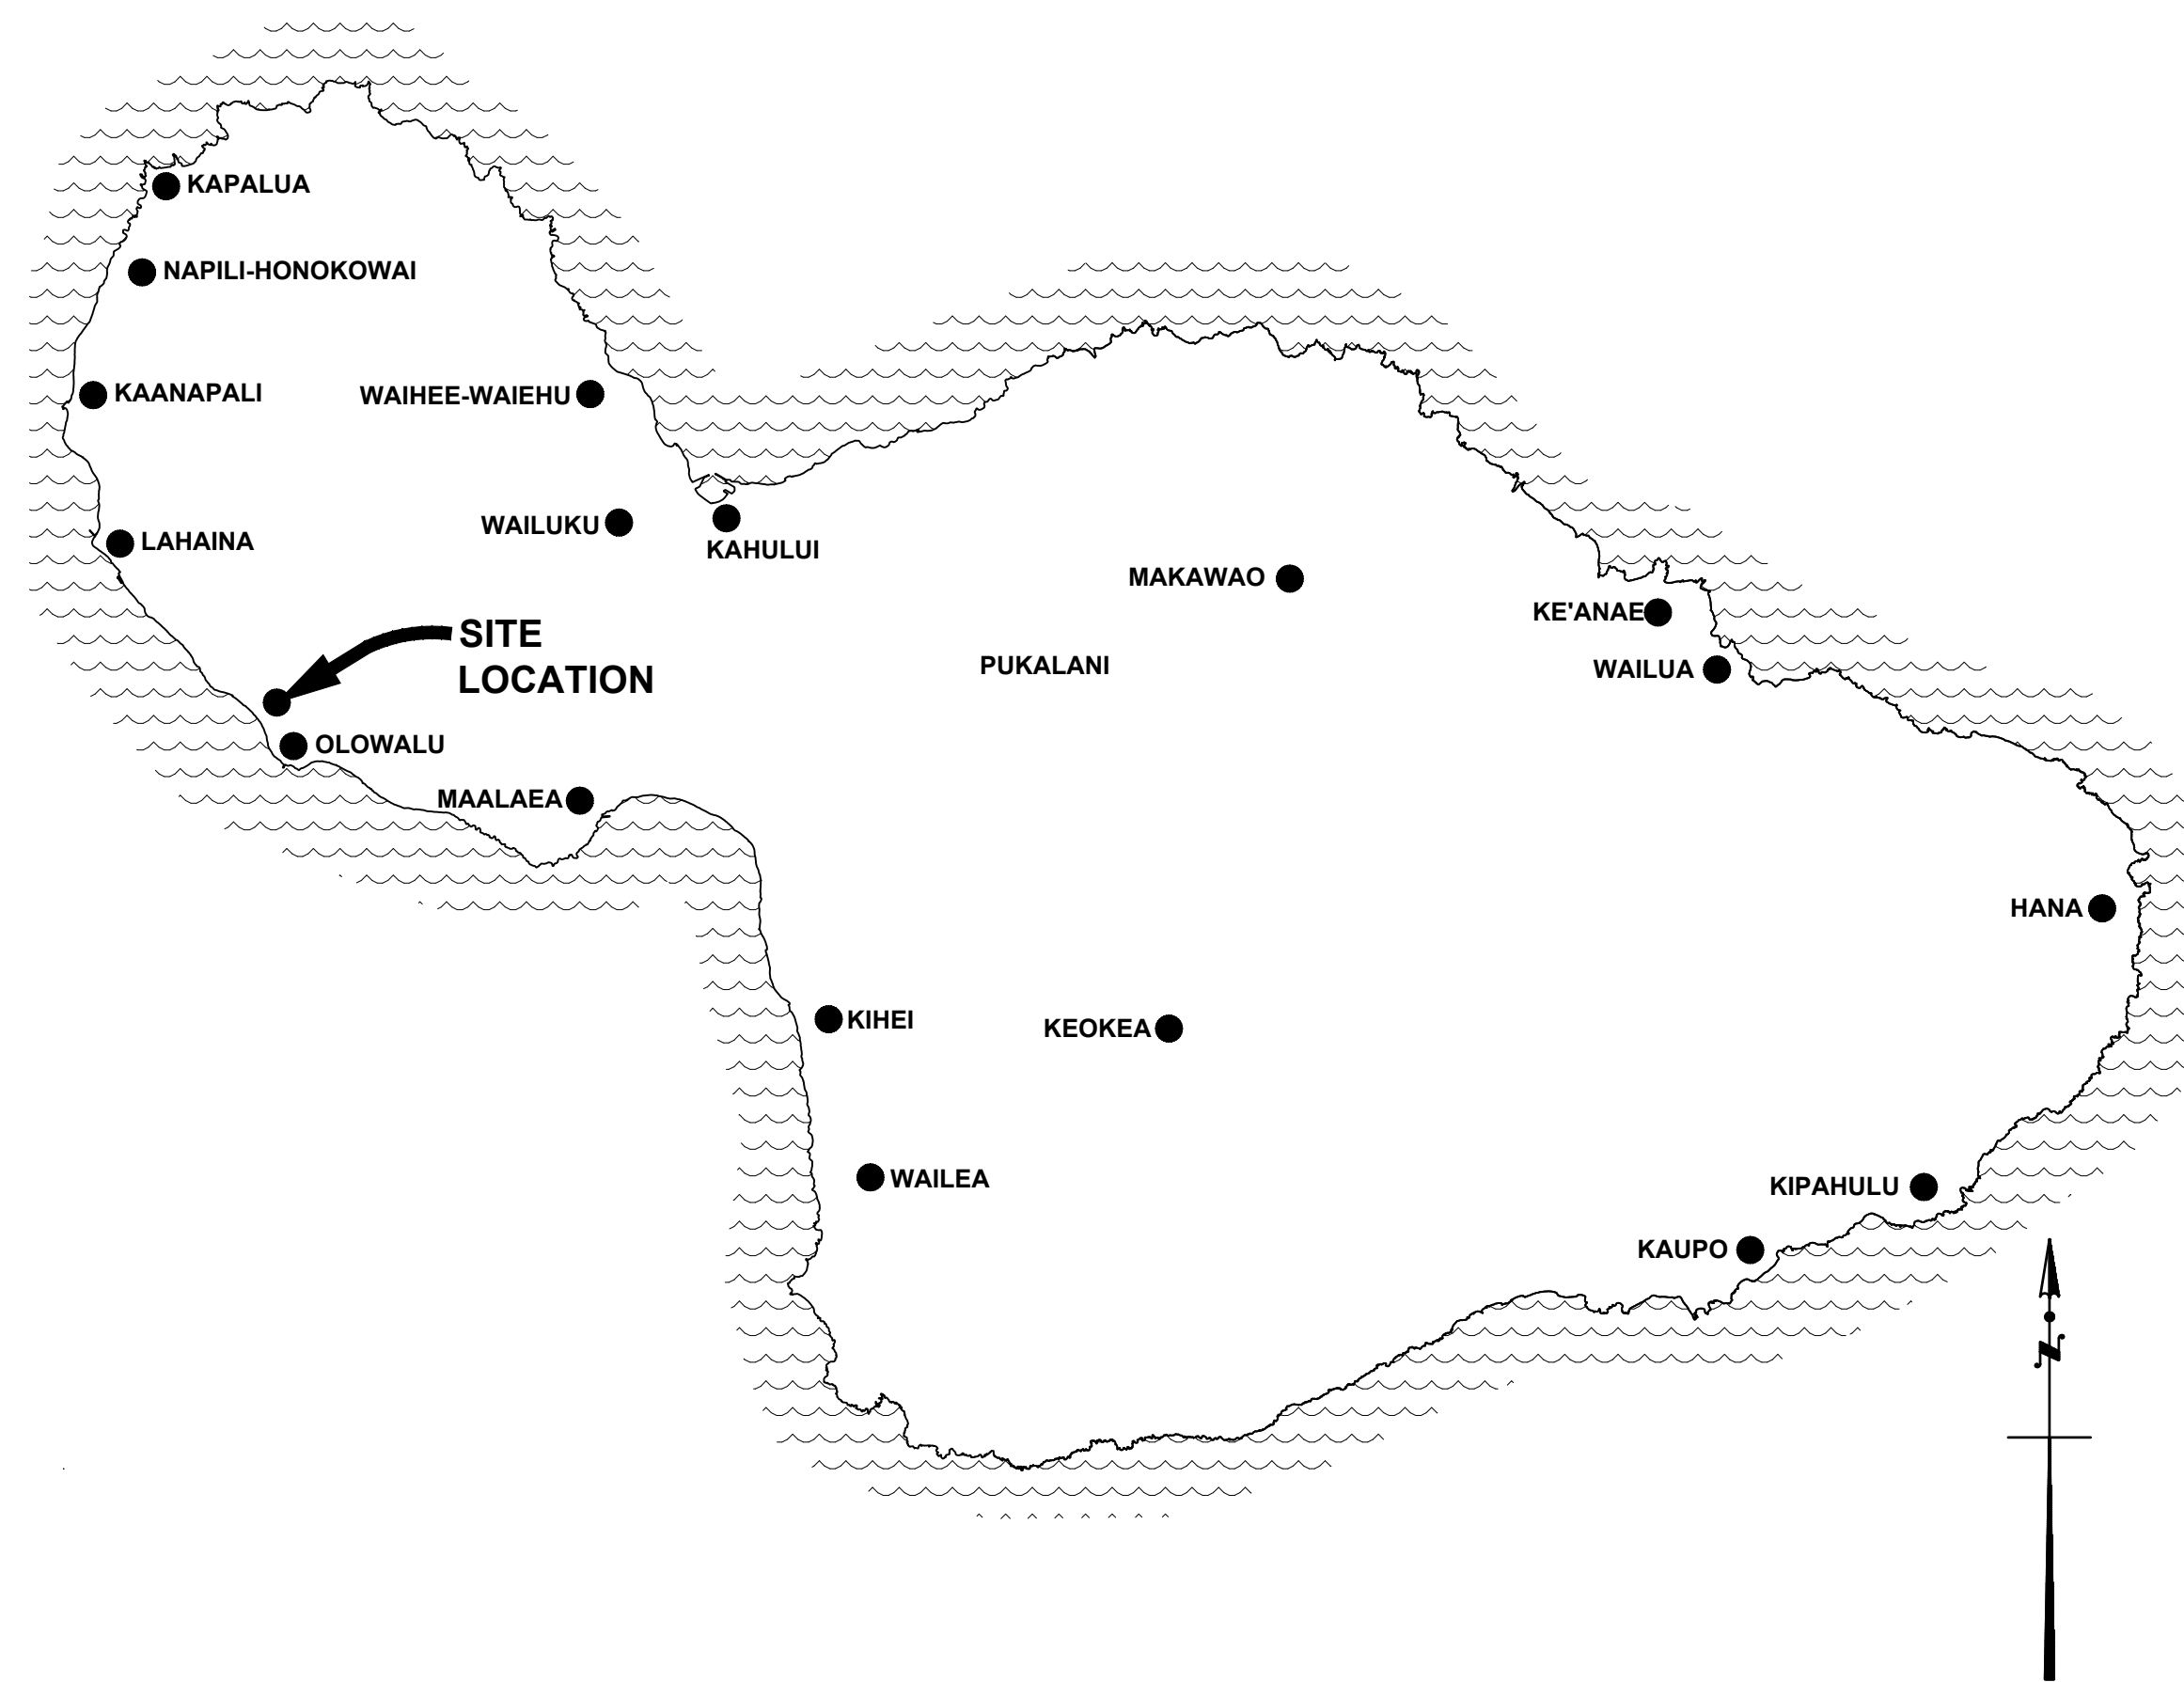 KAPALUA
NAPILI-HONOKOWAI
KAANAPALI
WAIHEE-WAIEHU
LAHAINA
WAILUKU
KAHULUI
MAKAWAO
KE'ANAE
SITE
LOCATION
PUKALANI
WAILUA
OLOWALU
MAALAEA
HANA
KIHEI
KEOKEA
WAILEA
KIPAHULU
KAUPO
N